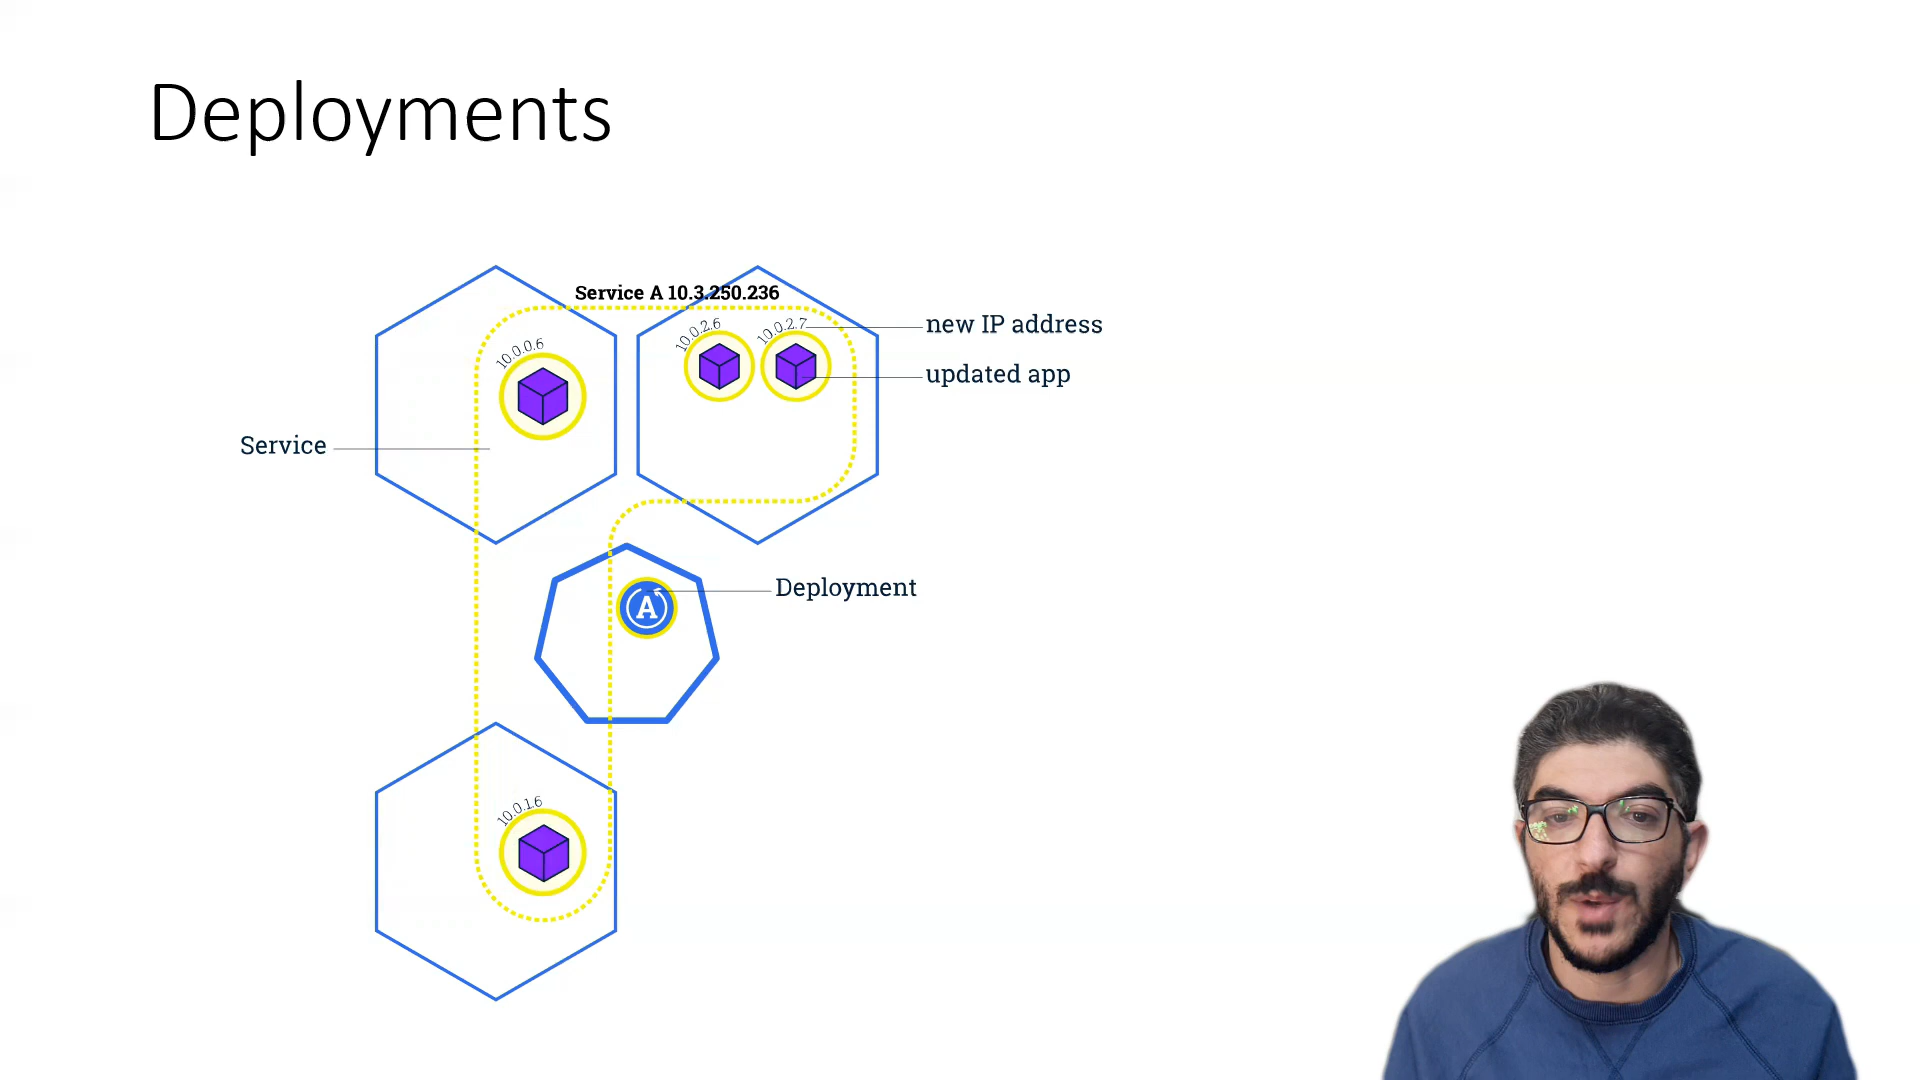 Deployments
Service A 10.3.250.236
10.0.2.6
10.0.2.7
new IP address
10.0.0.6
updated app
Service
Deployment
A
10.0.1.6